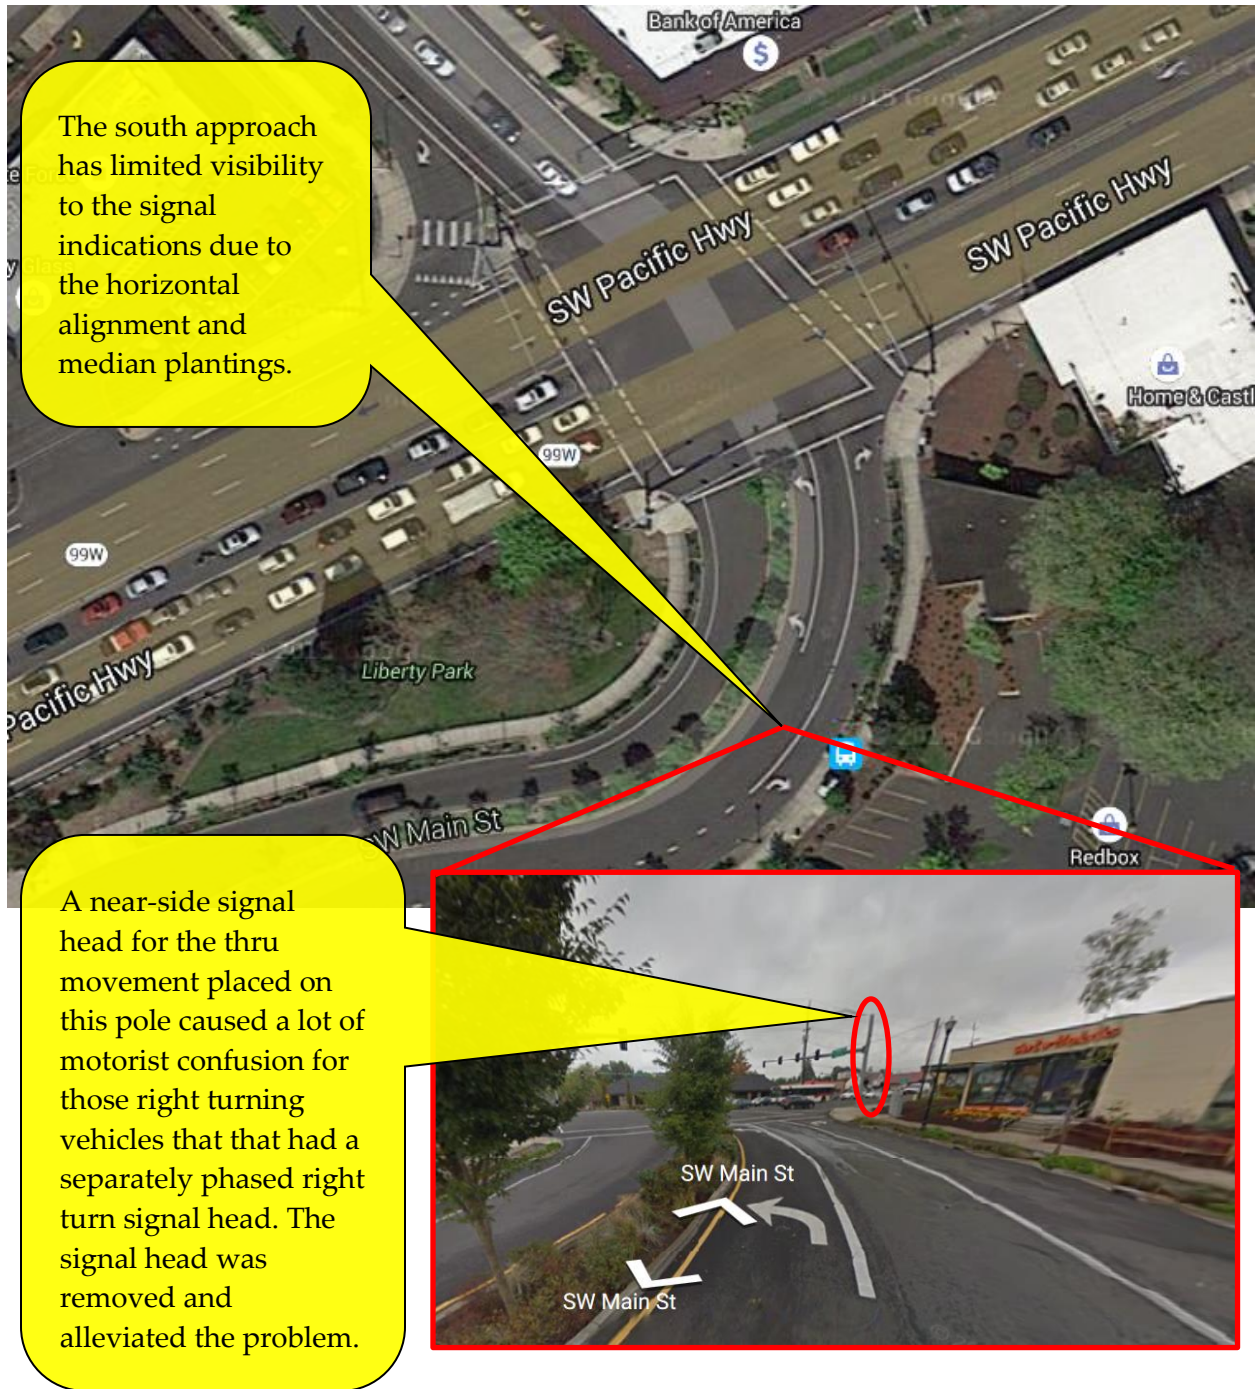 Bank of America
The south approach
has limited visibility
to the signal
indications due to
the horizontal
alignment and
median plantings.
SW Pacific Hwy
SW Pacific Hwy
Home & Castl
99W
99W
Liberty Park
Pacific Hwy
SW Main St
Redbox
A near-side signal
head for the thru
movement placed on
this pole caused a lot of
motorist confusion for
those right turning
vehicles that that had a
separately phased right
turn signal head. The
signal head was
removed and
alleviated the problem.
SW Main St
SW Main St